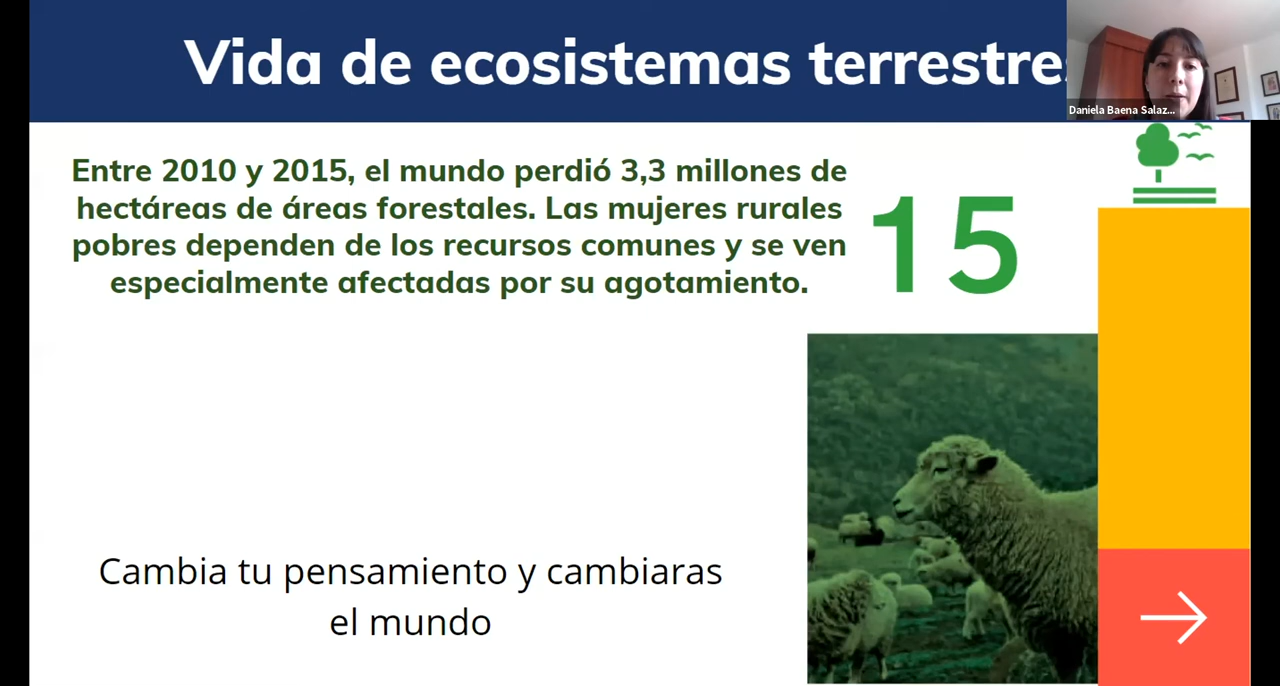 Vida de ecosistemas terrestre
Daniela Baena Salaz...
Entre 2010 y 2015, el mundo perdió 3,3 millones de
hectáreas de áreas forestales. Las mujeres rurales
pobres dependen de los recursos comunes y se ven
especialmente afectadas por su agotamiento.
15
Cambia tu pensamiento y cambiaras
el mundo